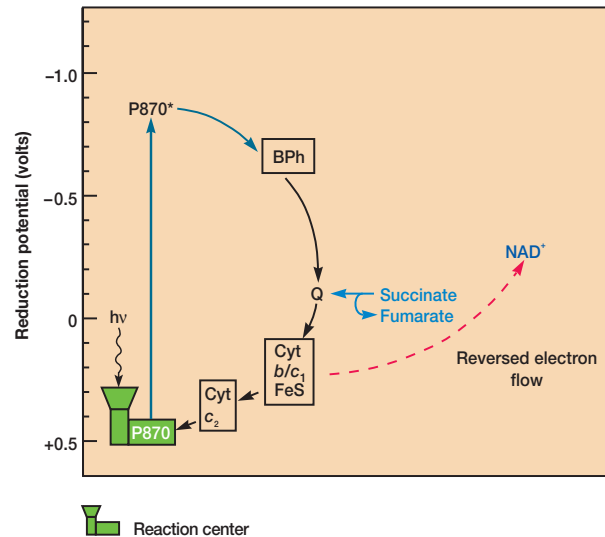 Reduction potential (volts)
–1.0
–0.5
0
+0.5
P870*
BPh
NAD⁺
Q
Succinate
Fumarate
hν
Cyt
b/c₁
FeS
Reversed electron
flow
Cyt
c₂
P870
Reaction center